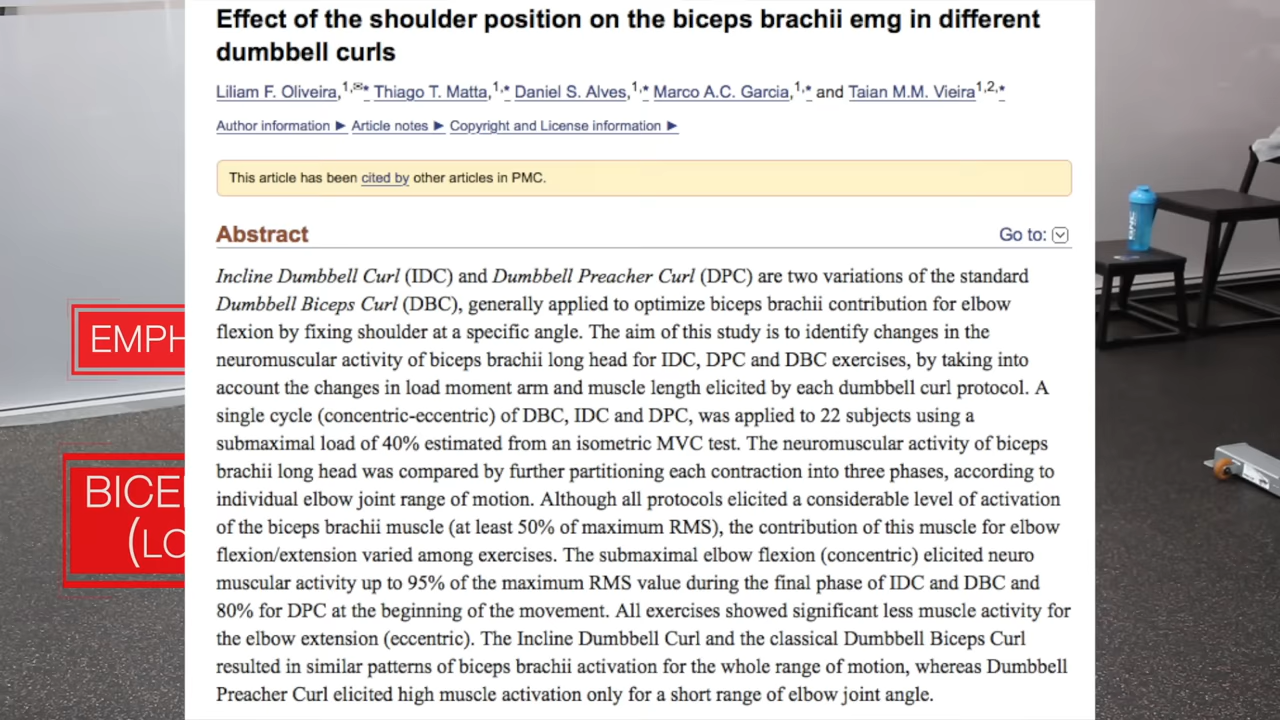 Effect of the shoulder position on the biceps brachii emg in different
dumbbell curls
Liliam F. Oliveira,1,✉* Thiago T. Matta,1,* Daniel S. Alves,1,* Marco A.C. Garcia,1,* and Taian M.M. Vieira1,2,*
Author information ► Article notes ► Copyright and License information ►
This article has been cited by other articles in PMC.
Abstract
Go to:
Incline Dumbbell Curl (IDC) and Dumbbell Preacher Curl (DPC) are two variations of the standard
Dumbbell Biceps Curl (DBC), generally applied to optimize biceps brachii contribution for elbow
flexion by fixing shoulder at a specific angle. The aim of this study is to identify changes in the
neuromuscular activity of biceps brachii long head for IDC, DPC and DBC exercises, by taking into
account the changes in load moment arm and muscle length elicited by each dumbbell curl protocol. A
single cycle (concentric-eccentric) of DBC, IDC and DPC, was applied to 22 subjects using a
submaximal load of 40% estimated from an isometric MVC test. The neuromuscular activity of biceps
brachii long head was compared by further partitioning each contraction into three phases, according to
individual elbow joint range of motion. Although all protocols elicited a considerable level of activation
of the biceps brachii muscle (at least 50% of maximum RMS), the contribution of this muscle for elbow
flexion/extension varied among exercises. The submaximal elbow flexion (concentric) elicited neuro
muscular activity up to 95% of the maximum RMS value during the final phase of IDC and DBC and
80% for DPC at the beginning of the movement. All exercises showed significant less muscle activity for
the elbow extension (eccentric). The Incline Dumbbell Curl and the classical Dumbbell Biceps Curl
resulted in similar patterns of biceps brachii activation for the whole range of motion, whereas Dumbbell
Preacher Curl elicited high muscle activation only for a short range of elbow joint angle.
EMPH
BICE
(LO